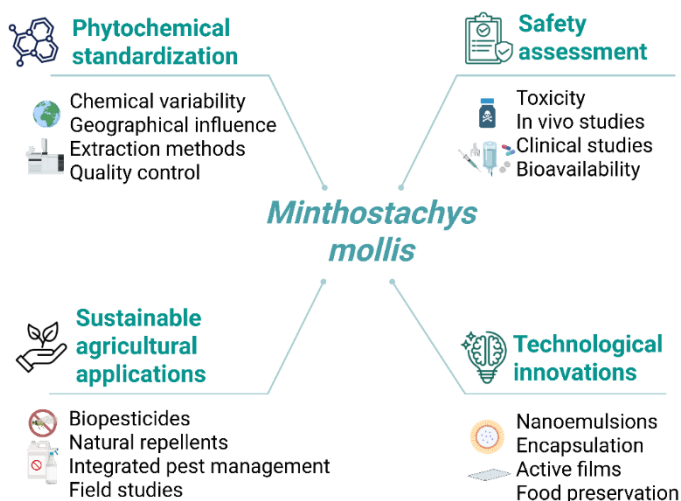 Phytochemical
standardization
Chemical variability
Geographical influence
Extraction methods
Quality control
Safety
assessment
Toxicity
In vivo studies
Clinical studies
Bioavailability
Minthostachys
mollis
Sustainable
agricultural
applications
Biopesticides
Natural repellents
Integrated pest management
Field studies
Technological
innovations
Nanoemulsions
Encapsulation
Active films
Food preservation